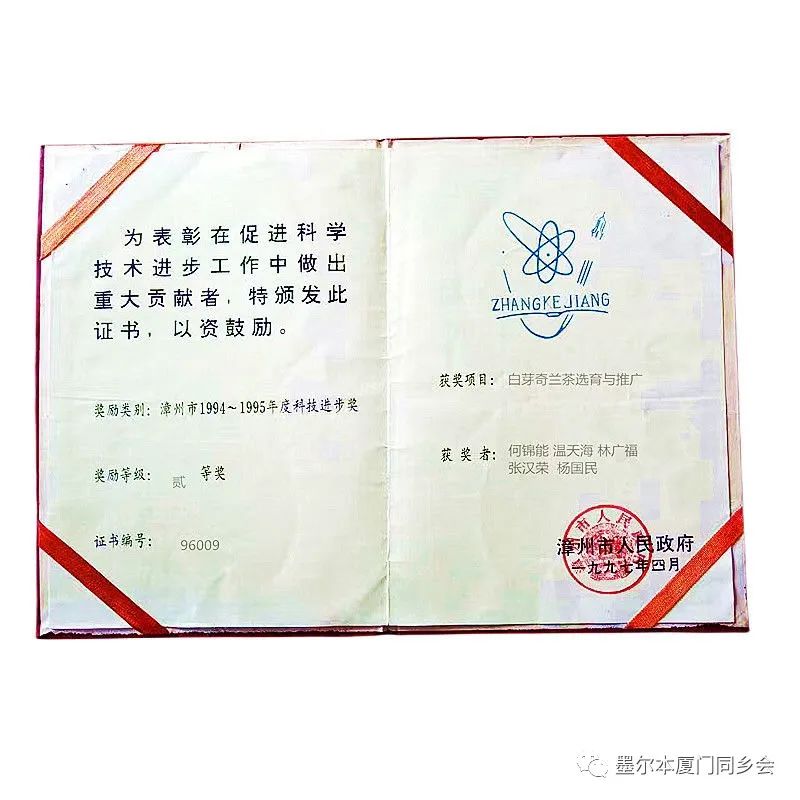 为表彰在促进科学
技术进步工作中做出
重大贡献者，特颁发此
证书，以资鼓励。
奖励类别：漳州市1994～1995年度科技进步奖
奖励等级：贰 等奖
证书编号：96009
ZHANGKEJIANG
获奖项目：白芽奇兰茶选育与推广
获奖者：何锦能 温天海 林广福
张汉荣 杨国民
漳州市人民政府
一九九七年四月
墨尔本厦门同乡会